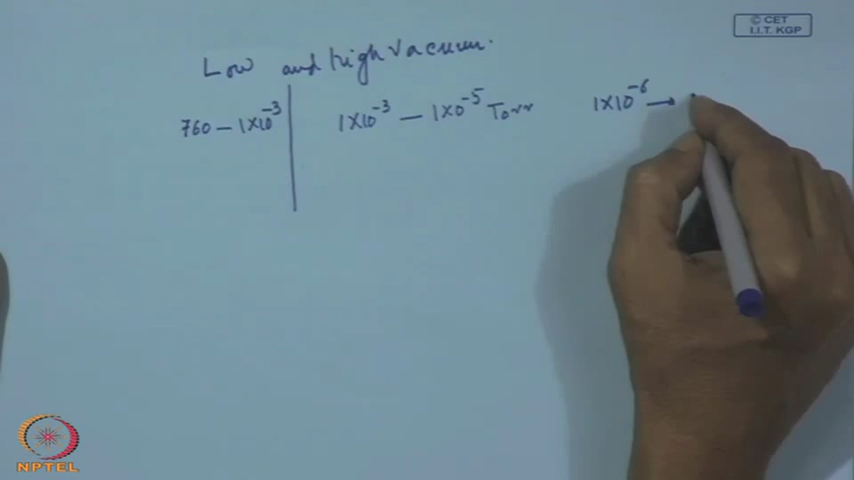 © CET
I.I.T. KGP
Low and high vacuum.
760 – 1×10⁻³ 1×10⁻³ – 1×0⁻⁵ Torr 1×10⁻⁶ →
NPTEL